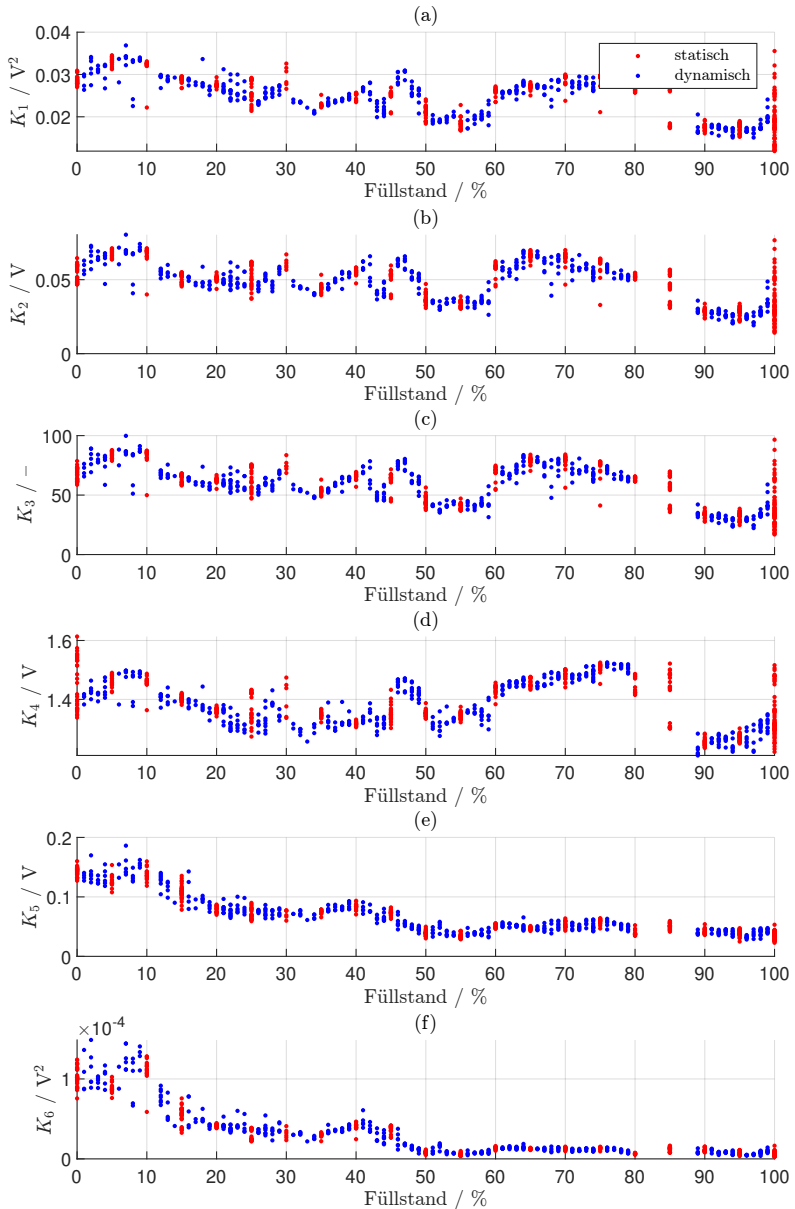 (a)
0.04
0.03
0.02
K₁ / V²
statisch
dynamisch
0 10 20 30 40 50 60 70 80 90 100
Füllstand / %
(b)
0.05
0
K₂ / V
0 10 20 30 40 50 60 70 80 90 100
Füllstand / %
(c)
100
50
0
K₃ / –
0 10 20 30 40 50 60 70 80 90 100
Füllstand / %
(d)
1.6
1.4
K₄ / V
0 10 20 30 40 50 60 70 80 90 100
Füllstand / %
(e)
0.2
0.1
0
K₅ / V
0 10 20 30 40 50 60 70 80 90 100
Füllstand / %
(f)
×10⁻⁴
1
0
K₆ / V²
0 10 20 30 40 50 60 70 80 90 100
Füllstand / %